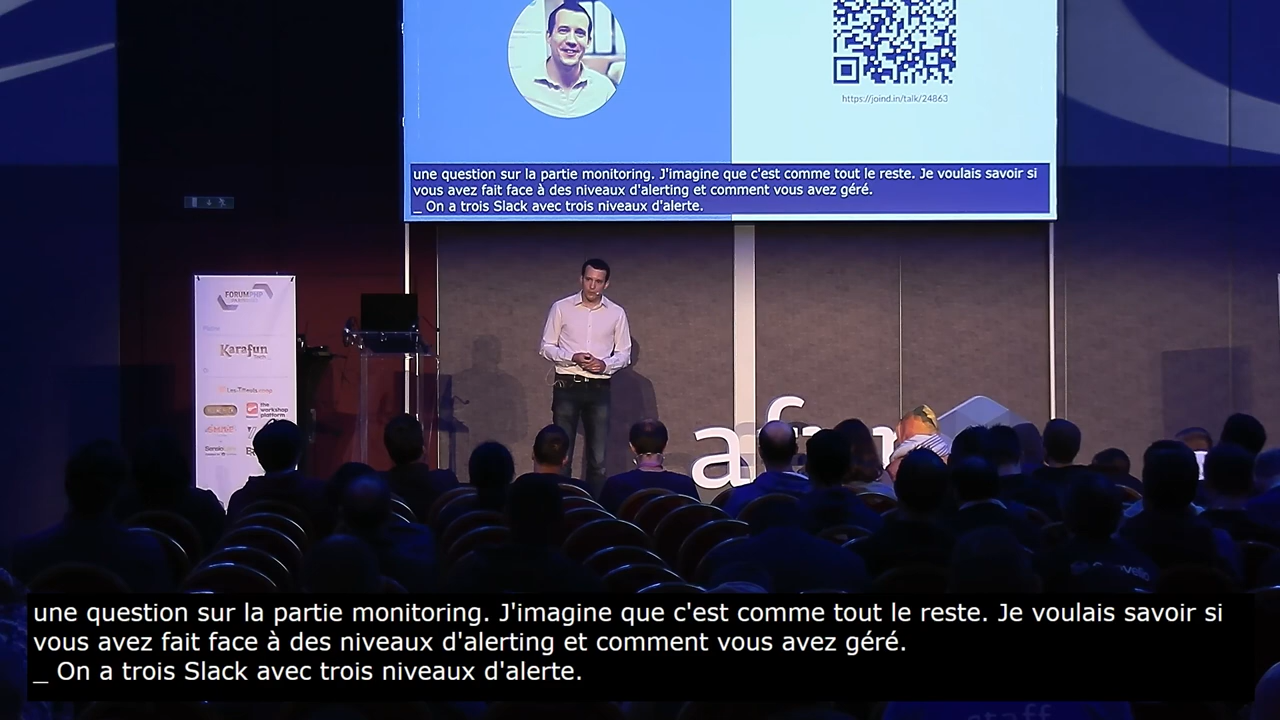 https://joind.in/talk/24863
une question sur la partie monitoring. J'imagine que c'est comme tout le reste. Je voulais savoir si
vous avez fait face à des niveaux d'alerting et comment vous avez géré.
_ On a trois Slack avec trois niveaux d'alerte.
FORUMPHP
Karafun
the
workshop
platform
af
une question sur la partie monitoring. J'imagine que c'est comme tout le reste. Je voulais savoir si
vous avez fait face à des niveaux d'alerting et comment vous avez géré.
_ On a trois Slack avec trois niveaux d'alerte.
staff